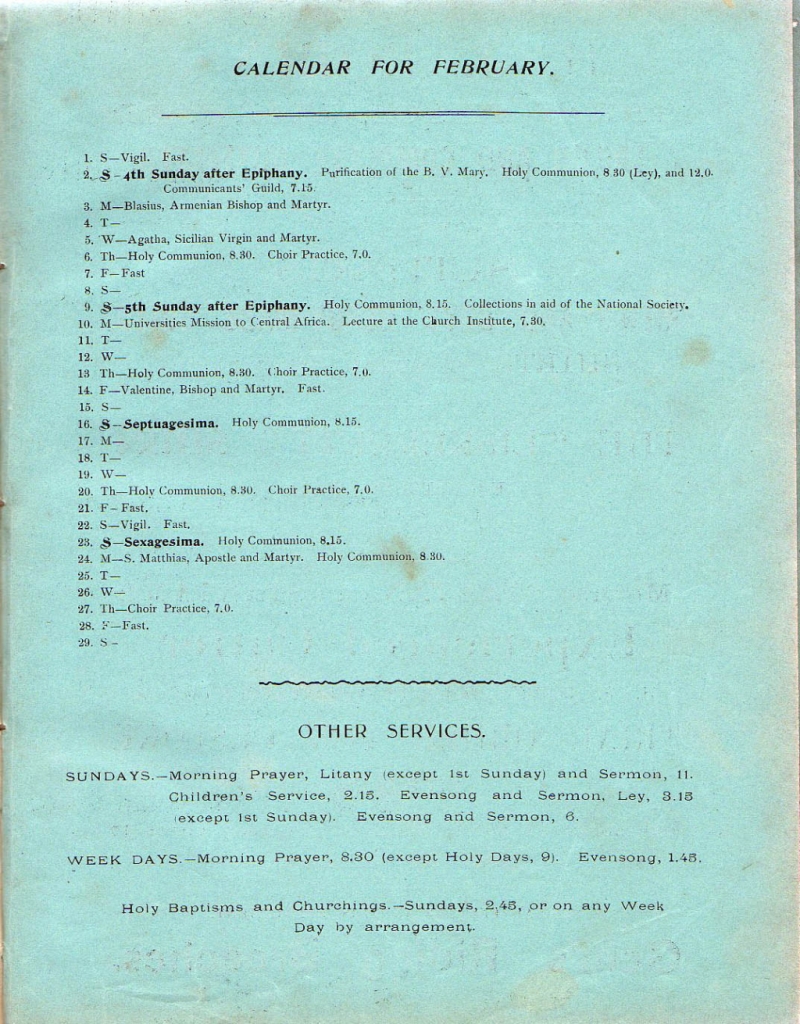 CALENDAR FOR FEBRUARY.
1. S—Vigil. Fast.
2. S—4th Sunday after Epiphany. Purification of the B. V. Mary. Holy Communion, 8 30 (Ley), and 12.0.
Communicants' Guild, 7.15.
3. M—Blasius, Armenian Bishop and Martyr.
4. T—
5. W—Agatha, Sicilian Virgin and Martyr.
6. Th—Holy Communion, 8.30. Choir Practice, 7.0.
7. F—Fast
8. S—
9. S—5th Sunday after Epiphany. Holy Communion, 8.15. Collections in aid of the National Society.
10. M—Universities Mission to Central Africa. Lecture at the Church Institute, 7.30.
11. T—
12. W—
13 Th—Holy Communion, 8.30. Choir Practice, 7.0.
14. F—Valentine, Bishop and Martyr. Fast.
15. S—
16. S—Septuagesima. Holy Communion, 8.15.
17. M—
18. T—
19. W—
20. Th—Holy Communion, 8.30. Choir Practice, 7.0.
21. F—Fast.
22. S—Vigil. Fast.
23. S—Sexagesima. Holy Communion, 8.15.
24. M—S. Matthias, Apostle and Martyr. Holy Communion, 8.30.
25. T—
26. W—
27. Th—Choir Practice, 7.0.
28. F—Fast.
29. S—
OTHER SERVICES.
SUNDAYS.—Morning Prayer, Litany (except 1st Sunday) and Sermon, 11.
Children's Service, 2.15. Evensong and Sermon, Ley, 3.15
(except 1st Sunday). Evensong and Sermon, 6.
WEEK DAYS.—Morning Prayer, 8.30 (except Holy Days, 9). Evensong, 1.45.
Holy Baptisms and Churchings.—Sundays, 2.45, or on any Week
Day by arrangement.